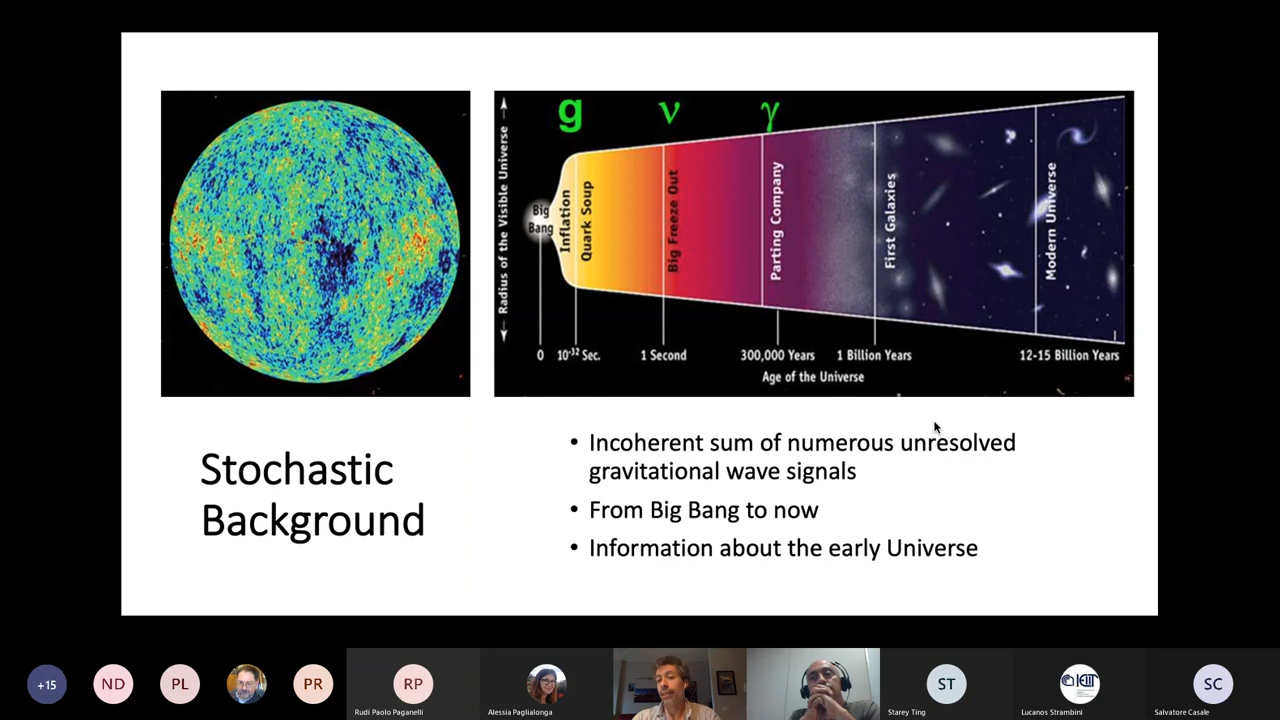 g ν γ
Radius of the Visible Universe
Big
Bang
Inflation
Quark Soup
Big Freeze Out
Parting Company
First Galaxies
Modern Universe
0 10⁻³² Sec. 1 Second 300,000 Years 1 Billion Years 12-15 Billion Years
Age of the Universe
Stochastic
Background
• Incoherent sum of numerous unresolved
gravitational wave signals
• From Big Bang to now
• Information about the early Universe
+15 ND PL PR RP ST IEIIT SC
Rudi Paolo Paganelli Alessia Paglialonga Starey Ting Lucanos Strambini Salvatore Casale